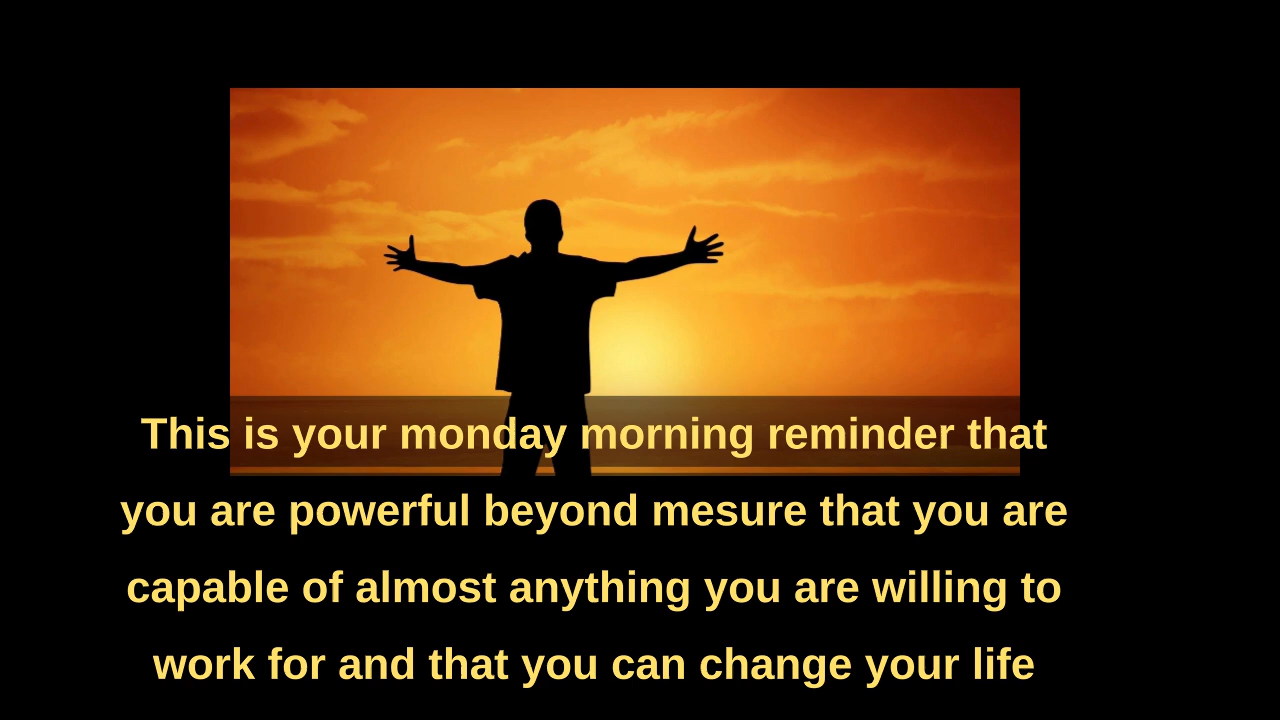 This is your monday morning reminder that
you are powerful beyond mesure that you are
capable of almost anything you are willing to
work for and that you can change your life